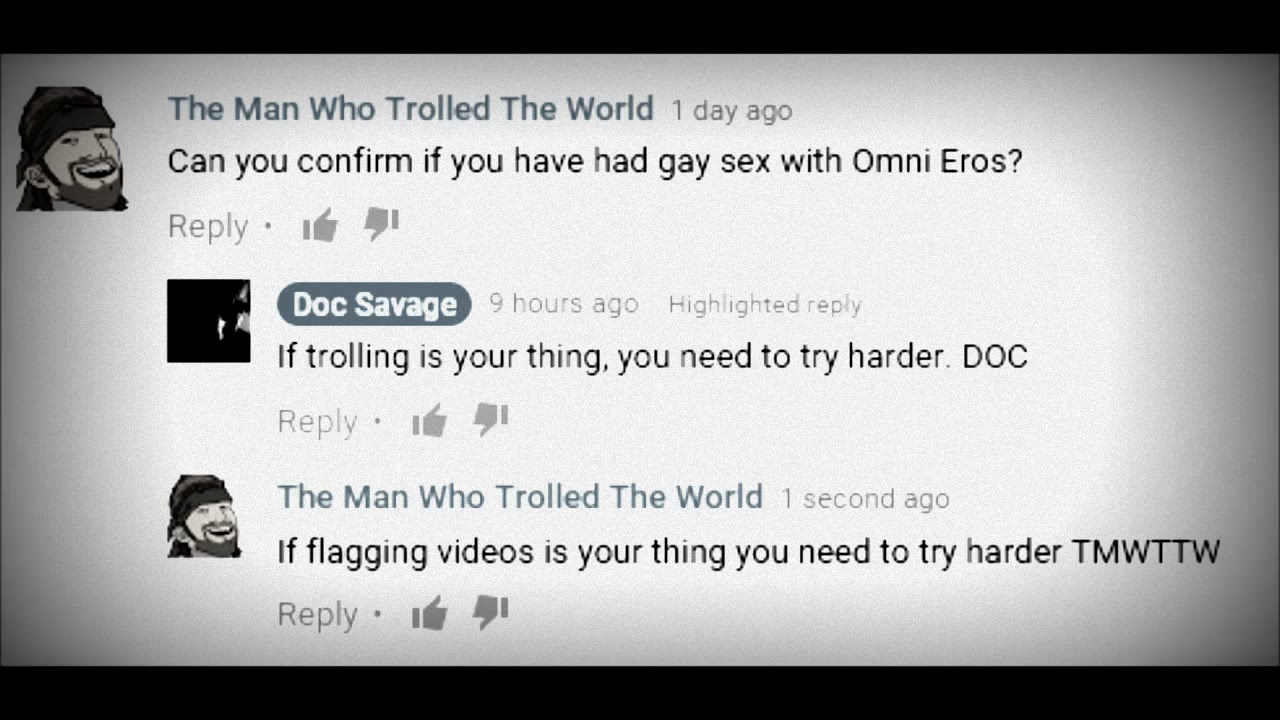 The Man Who Trolled The World 1 day ago
Can you confirm if you have had gay sex with Omni Eros?
Reply •
Doc Savage 9 hours ago Highlighted reply
If trolling is your thing, you need to try harder. DOC
Reply •
The Man Who Trolled The World 1 second ago
If flagging videos is your thing you need to try harder TMWTTW
Reply •